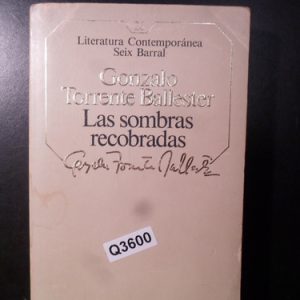 Literatura Contemporánea
Seix Barral
Gonzalo
Torrente Ballester
Las sombras
recobradas
Gonzalo Torrente Ballester
Q3600